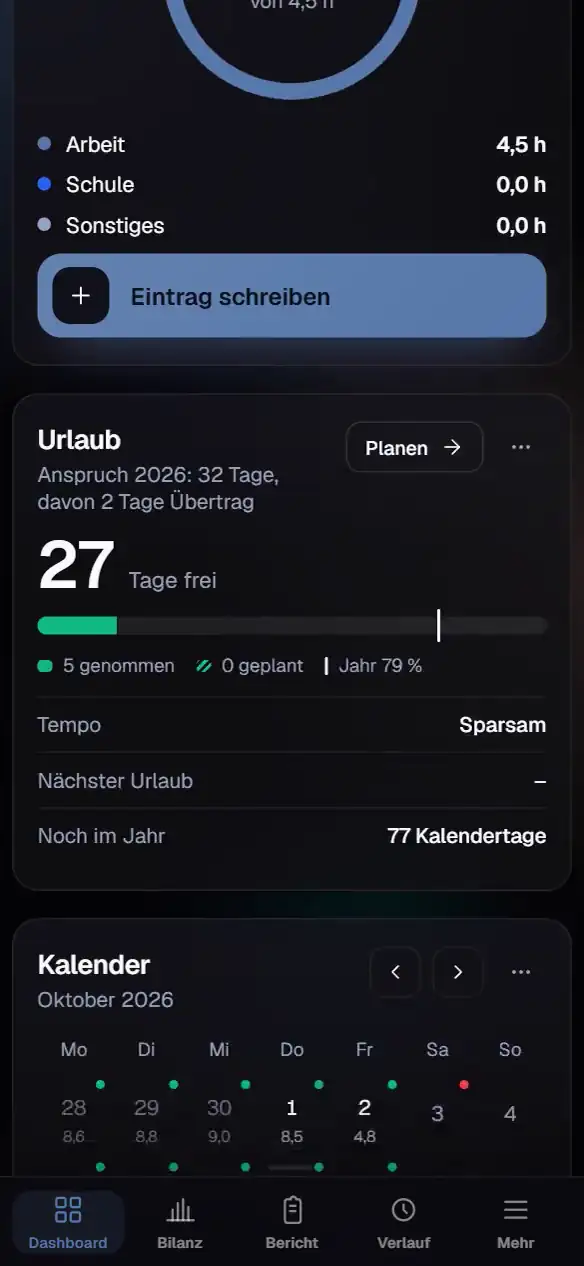 von 4,5 h
Arbeit 4,5 h
Schule 0,0 h
Sonstiges 0,0 h
+ Eintrag schreiben
Urlaub
Planen →
Anspruch 2026: 32 Tage,
davon 2 Tage Übertrag
27 Tage frei
5 genommen 0 geplant Jahr 79 %
Tempo Sparsam
Nächster Urlaub –
Noch im Jahr 77 Kalendertage
Kalender
Oktober 2026
Mo Di Mi Do Fr Sa So
28 29 30 1 2 3 4
8,6 8,8 9,0 8,5 4,8
Dashboard Bilanz Bericht Verlauf Mehr